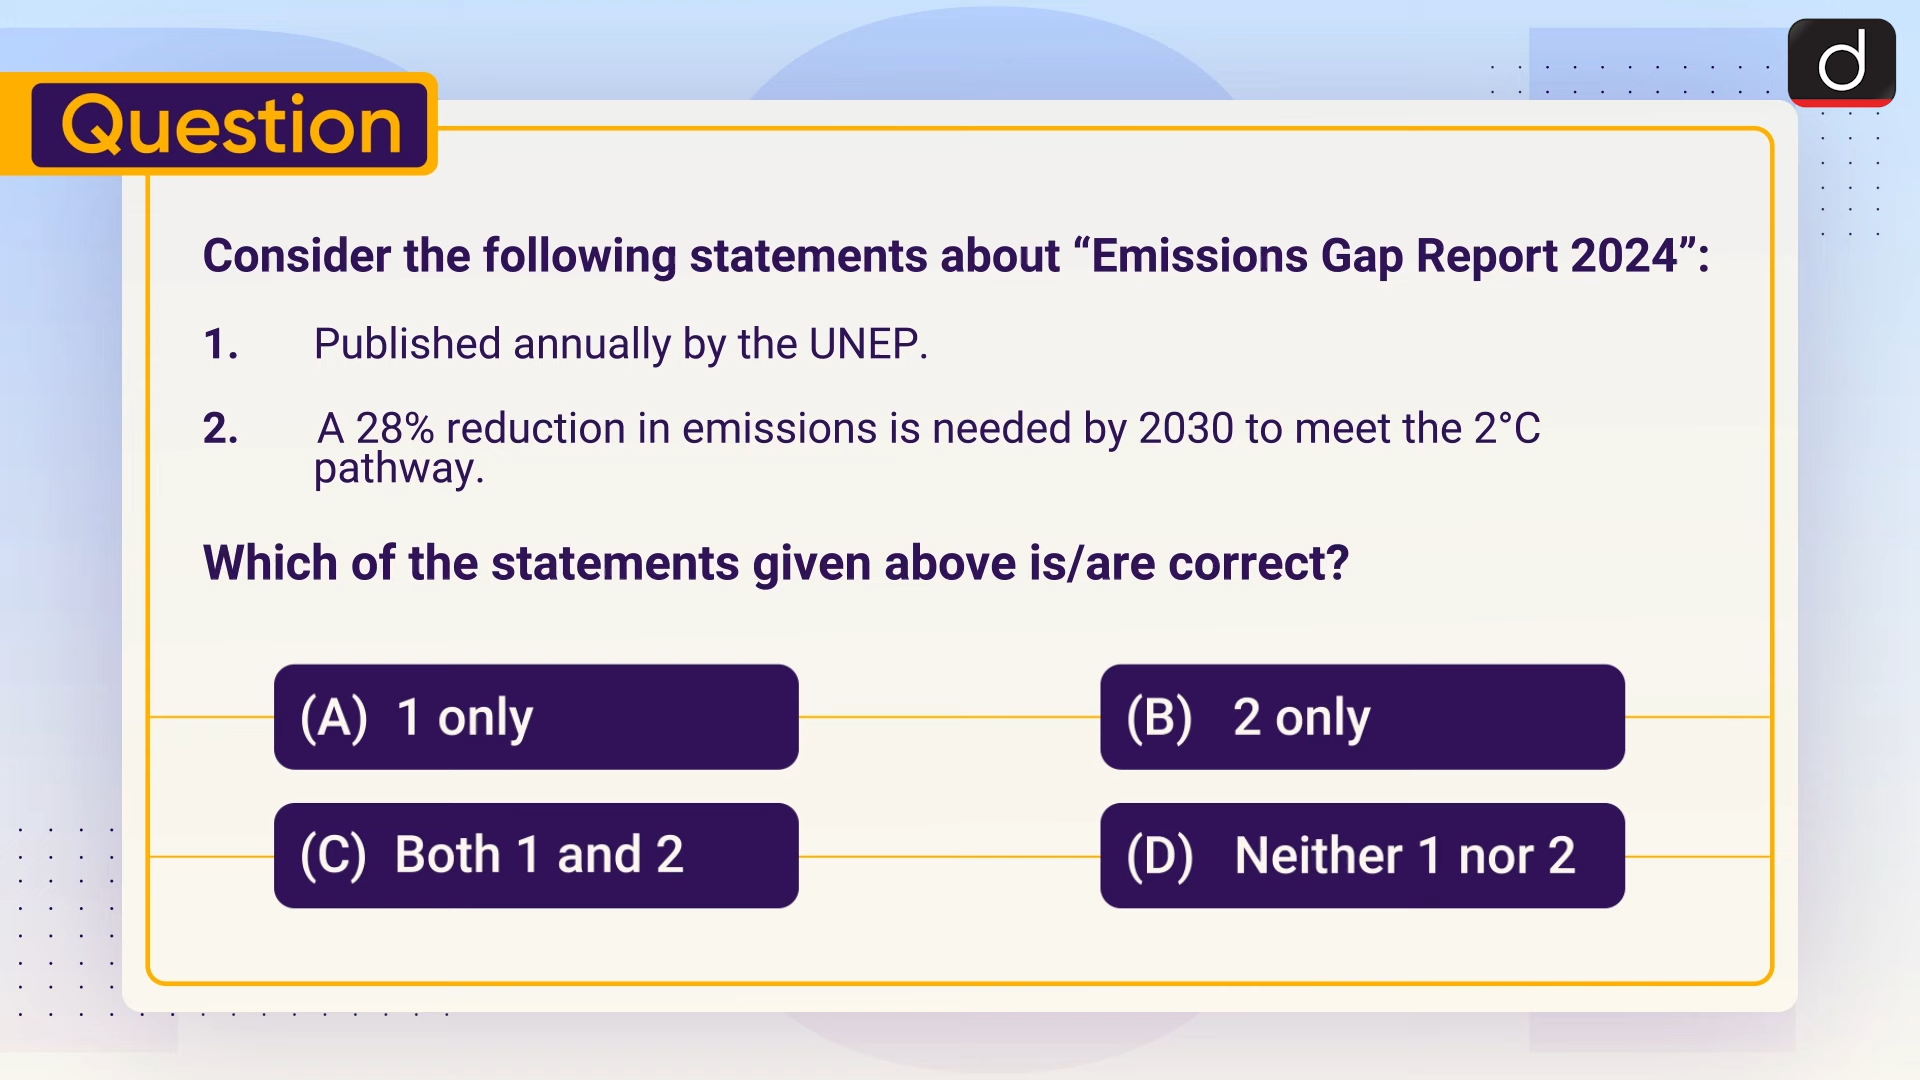 Question
Consider the following statements about “Emissions Gap Report 2024”:
1. Published annually by the UNEP.
2. A 28% reduction in emissions is needed by 2030 to meet the 2°C
pathway.
Which of the statements given above is/are correct?
(A) 1 only
(B) 2 only
(C) Both 1 and 2
(D) Neither 1 nor 2
d